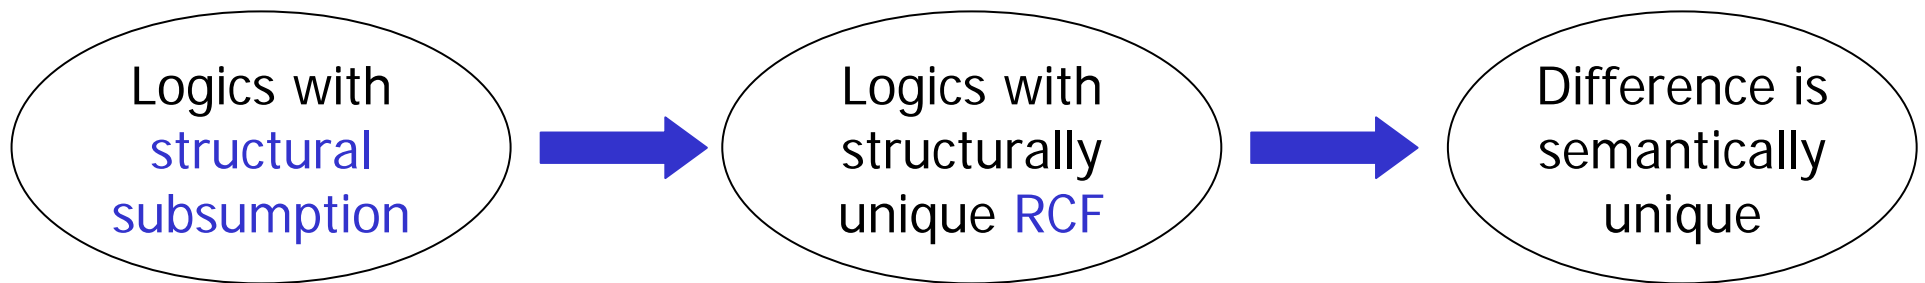 Logics with
structural
subsumption
Logics with
structurally
unique RCF
Difference is
semantically
unique